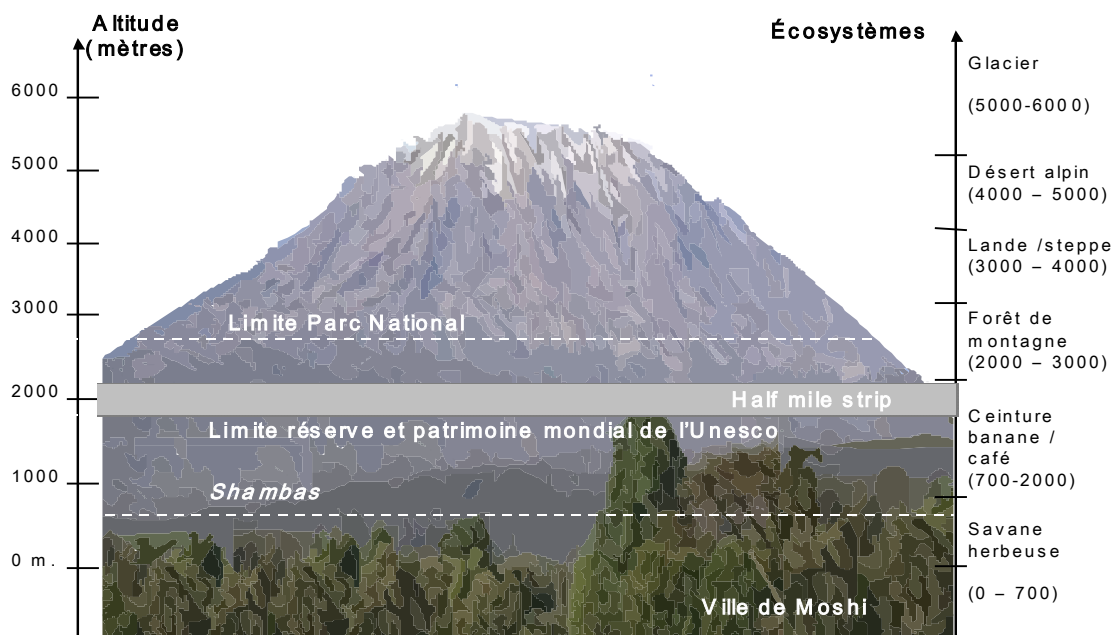 Altitude
(mètres)
6000
5000
4000
3000
2000
1000
0 m.
Limite Parc National
Half mile strip
Limite réserve et patrimoine mondial de l'Unesco
Shambas
Ville de Moshi
Écosystèmes
Glacier
(5000-6000)
Désert alpin
(4000 – 5000)
Lande /steppe
(3000 – 4000)
Forêt de
montagne
(2000 – 3000)
Ceinture
banane /
café
(700-2000)
Savane
herbeuse
(0 – 700)